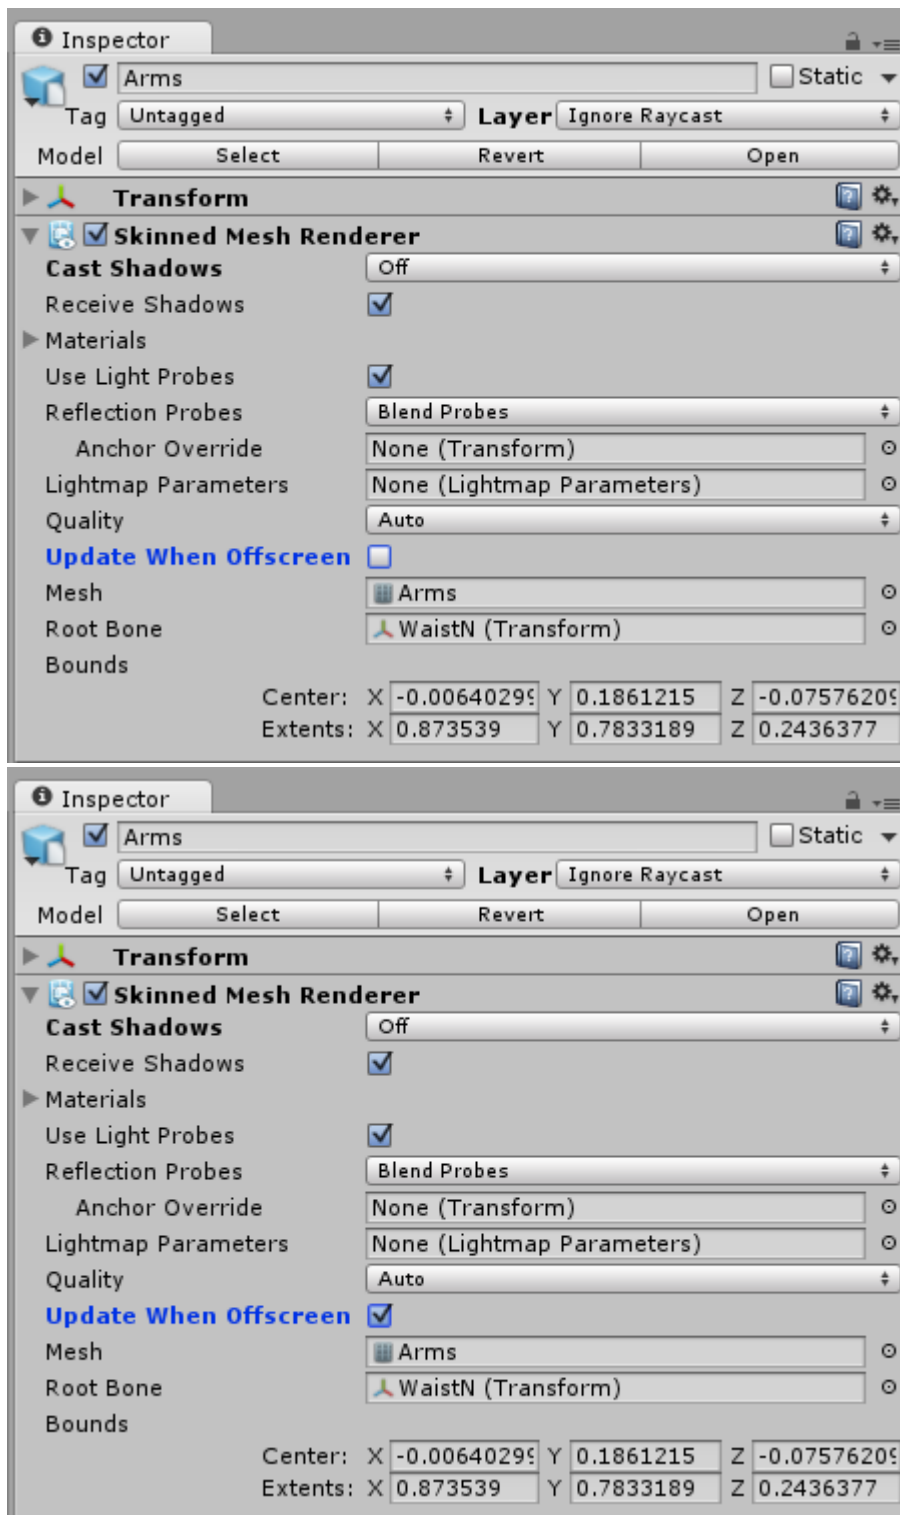 Inspector
Arms
Static
Tag Untagged Layer Ignore Raycast
Model Select Revert Open
Transform
Skinned Mesh Renderer
Cast Shadows Off
Receive Shadows
Materials
Use Light Probes
Reflection Probes Blend Probes
Anchor Override None (Transform)
Lightmap Parameters None (Lightmap Parameters)
Quality Auto
Update When Offscreen
Mesh Arms
Root Bone WaistN (Transform)
Bounds
Center: X -0.00640299 Y 0.1861215 Z -0.07576209
Extents: X 0.873539 Y 0.7833189 Z 0.2436377
Inspector
Arms
Static
Tag Untagged Layer Ignore Raycast
Model Select Revert Open
Transform
Skinned Mesh Renderer
Cast Shadows Off
Receive Shadows
Materials
Use Light Probes
Reflection Probes Blend Probes
Anchor Override None (Transform)
Lightmap Parameters None (Lightmap Parameters)
Quality Auto
Update When Offscreen
Mesh Arms
Root Bone WaistN (Transform)
Bounds
Center: X -0.00640299 Y 0.1861215 Z -0.07576209
Extents: X 0.873539 Y 0.7833189 Z 0.2436377